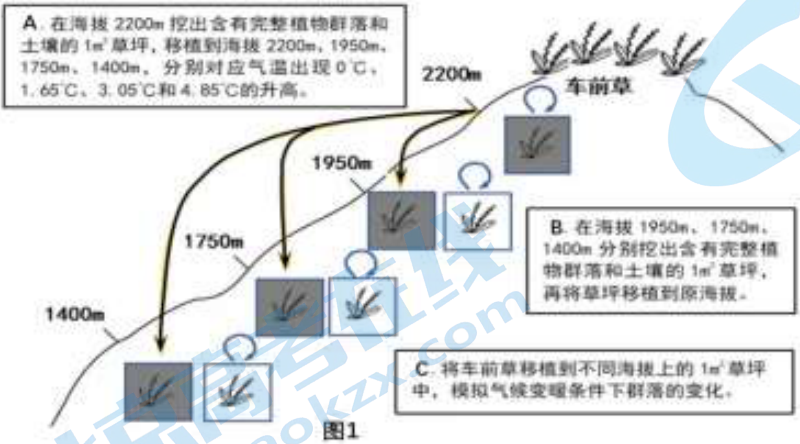 A. 在海拔 2200m 挖出含有完整植物群落和
土壤的 1㎡ 草坪, 移植到海拔 2200m、1950m、
1750m、1400m, 分别对应气温出现 0℃、
1.65℃、3.05℃和 4.85℃的升高。
2200m
车前草
1950m
B. 在海拔 1950m、1750m、
1400m 分别挖出含有完整植
物群落和土壤的 1㎡ 草坪,
再将草坪移植到原海拔。
1750m
1400m
C. 将车前草移植到不同海拔上的 1㎡ 草坪
中, 模拟气候变暖条件下群落的变化。
图1